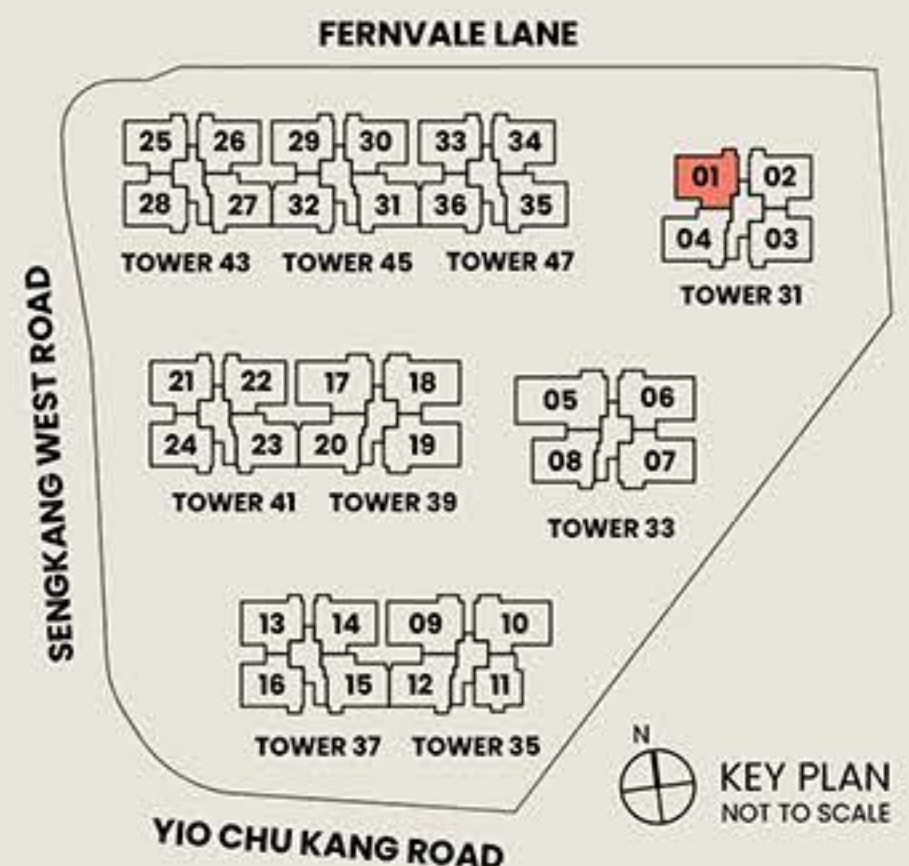 FERNVALE LANE
25 26 29 30 33 34
01 02
28 27 32 31 36 35
04 03
TOWER 43 TOWER 45 TOWER 47
TOWER 31
SENGKANG WEST ROAD
21 22 17 18
05 06
24 23 20 19
08 07
TOWER 41 TOWER 39
TOWER 33
13 14 09 10
16 15 12 11
TOWER 37 TOWER 35
N
KEY PLAN
NOT TO SCALE
YIO CHU KANG ROAD